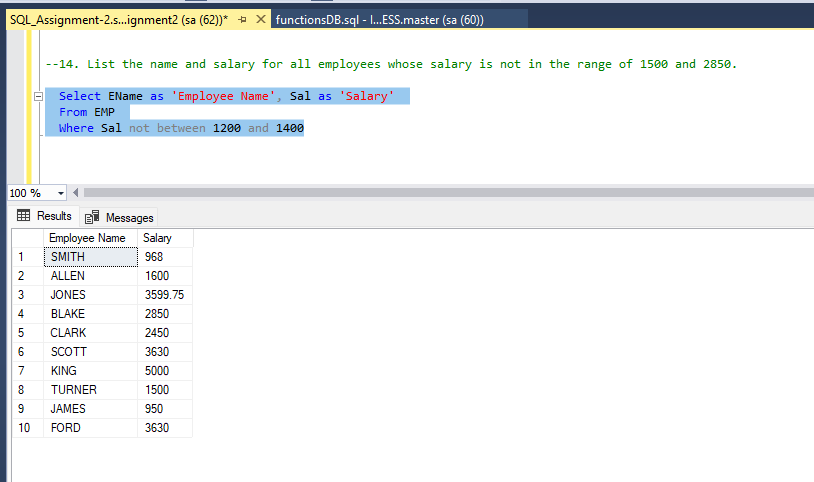 SQL_Assignment-2.s...ignment2 (sa (62))* functionsDB.sql - I...ESS.master (sa (60))
--14. List the name and salary for all employees whose salary is not in the range of 1500 and 2850.
Select EName as 'Employee Name', Sal as 'Salary'
From EMP
Where Sal not between 1200 and 1400
100 %
Results Messages
Employee Name Salary
1 SMITH 968
2 ALLEN 1600
3 JONES 3599.75
4 BLAKE 2850
5 CLARK 2450
6 SCOTT 3630
7 KING 5000
8 TURNER 1500
9 JAMES 950
10 FORD 3630